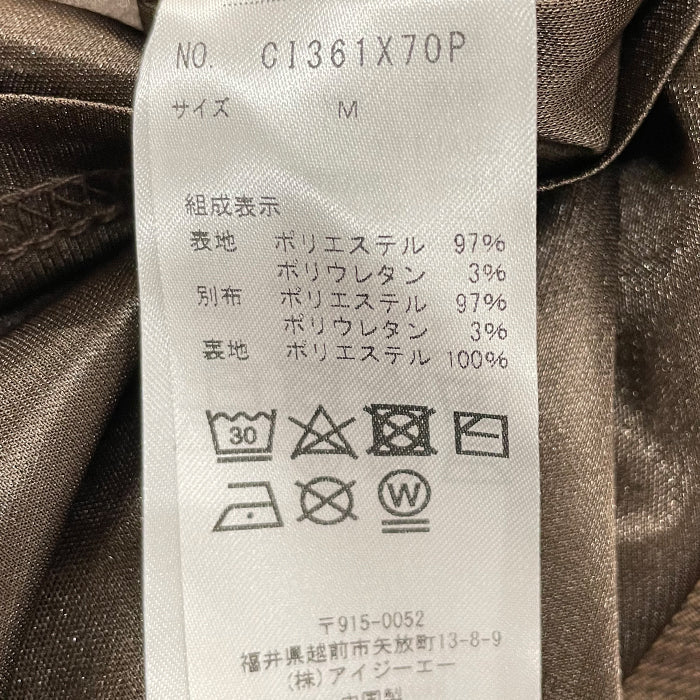 NO. CI361X70P
サイズ M
組成表示
表地 ポリエステル 97%
ポリウレタン 3%
別布 ポリエステル 97%
ポリウレタン 3%
裏地 ポリエステル 100%
30
W
〒915-0052
福井県越前市矢放町13-8-9
(株)アイジーエー
中国製